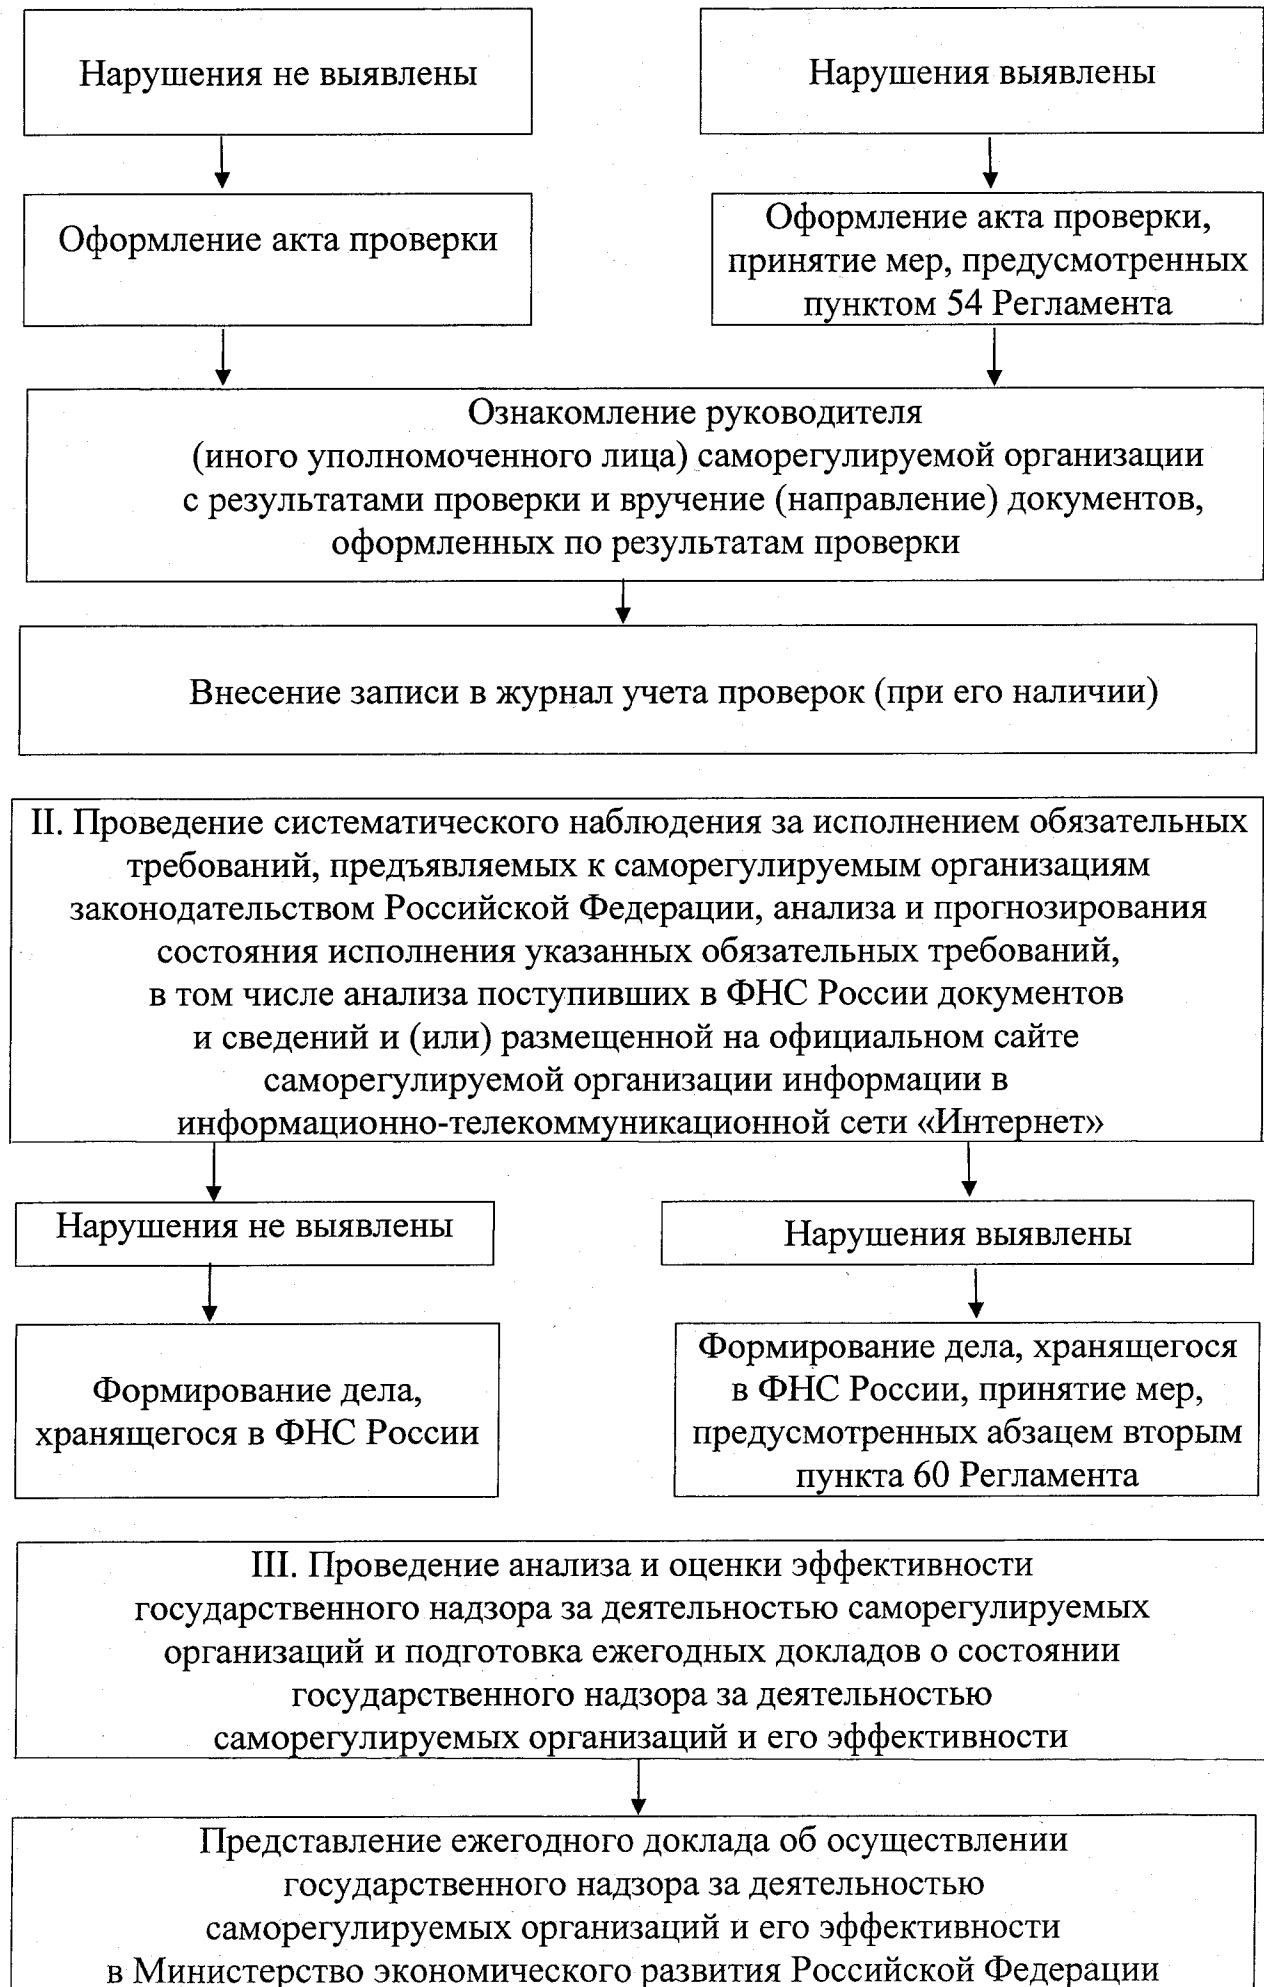 Нарушения не выявлены
Нарушения выявлены
Оформление акта проверки
Оформление акта проверки,
принятие мер, предусмотренных
пунктом 54 Регламента
Ознакомление руководителя
(иного уполномоченного лица) саморегулируемой организации
с результатами проверки и вручение (направление) документов,
оформленных по результатам проверки
Внесение записи в журнал учета проверок (при его наличии)
II. Проведение систематического наблюдения за исполнением обязательных
требований, предъявляемых к саморегулируемым организациям
законодательством Российской Федерации, анализа и прогнозирования
состояния исполнения указанных обязательных требований,
в том числе анализа поступивших в ФНС России документов
и сведений и (или) размещенной на официальном сайте
саморегулируемой организации информации в
информационно-телекоммуникационной сети «Интернет»
Нарушения не выявлены
Нарушения выявлены
Формирование дела,
хранящегося в ФНС России
Формирование дела, хранящегося
в ФНС России, принятие мер,
предусмотренных абзацем вторым
пункта 60 Регламента
III. Проведение анализа и оценки эффективности
государственного надзора за деятельностью саморегулируемых
организаций и подготовка ежегодных докладов о состоянии
государственного надзора за деятельностью
саморегулируемых организаций и его эффективности
Представление ежегодного доклада об осуществлении
государственного надзора за деятельностью
саморегулируемых организаций и его эффективности
в Министерство экономического развития Российской Федерации